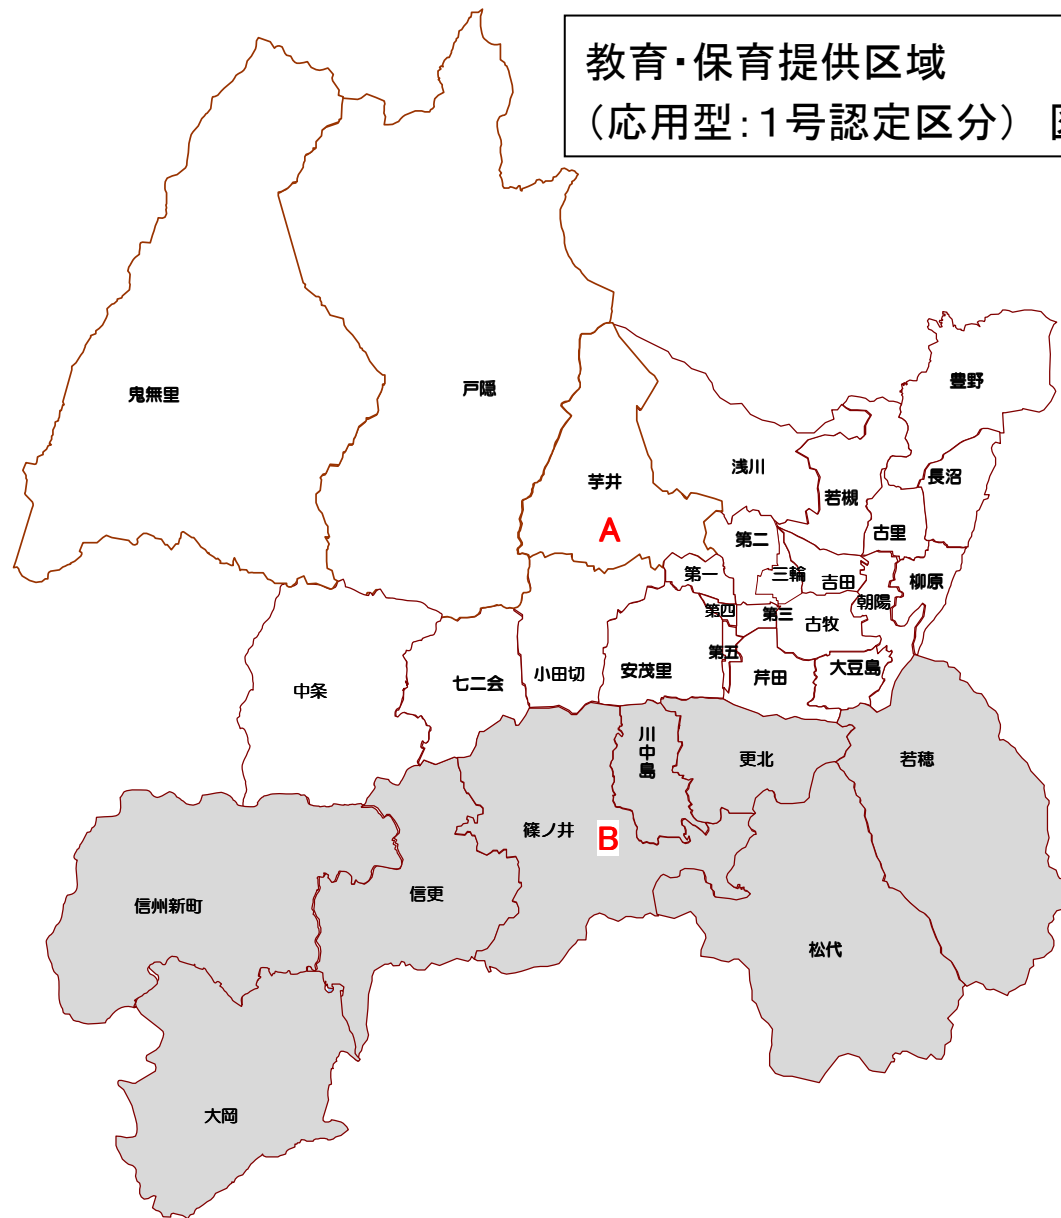 教育・保育提供区域
（応用型：1号認定区分）
鬼無里
戸隠
豊野
浅川
長沼
芋井
若槻
A
古里
第二
第一
三輪
吉田
柳原
朝陽
第四
第三
古牧
第五
大豆島
安茂里
小田切
芹田
七二会
中条
川中島
更北
若穂
篠ノ井
B
信更
信州新町
松代
大岡